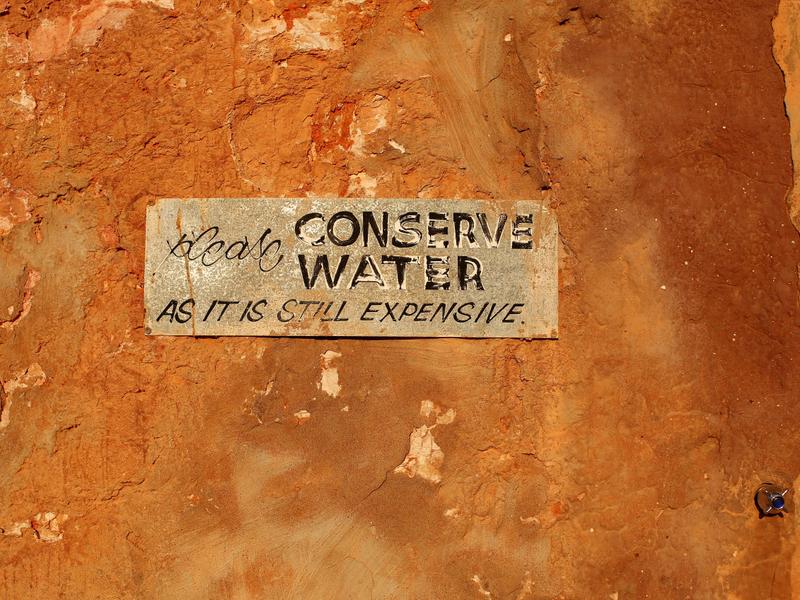 please CONSERVE
WATER
AS IT IS STILL EXPENSIVE.